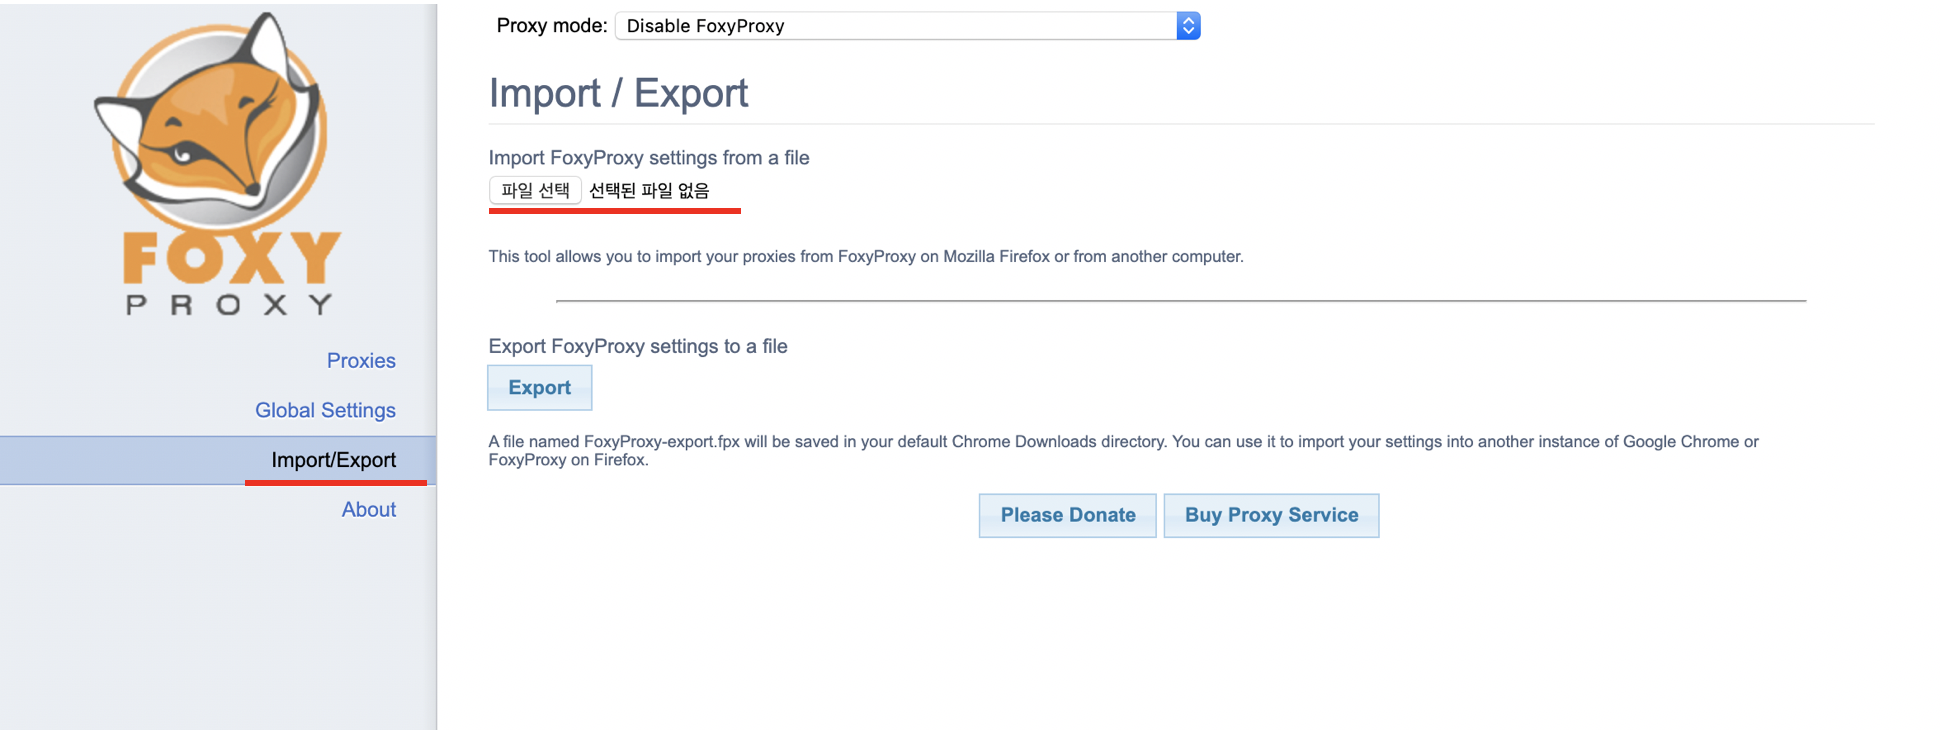 FOXY
PROXY
Proxies
Global Settings
Import/Export
About
Proxy mode: Disable FoxyProxy
Import / Export
Import FoxyProxy settings from a file
파일 선택 선택된 파일 없음
This tool allows you to import your proxies from FoxyProxy on Mozilla Firefox or from another computer.
Export FoxyProxy settings to a file
Export
A file named FoxyProxy-export.fpx will be saved in your default Chrome Downloads directory. You can use it to import your settings into another instance of Google Chrome or
FoxyProxy on Firefox.
Please Donate Buy Proxy Service